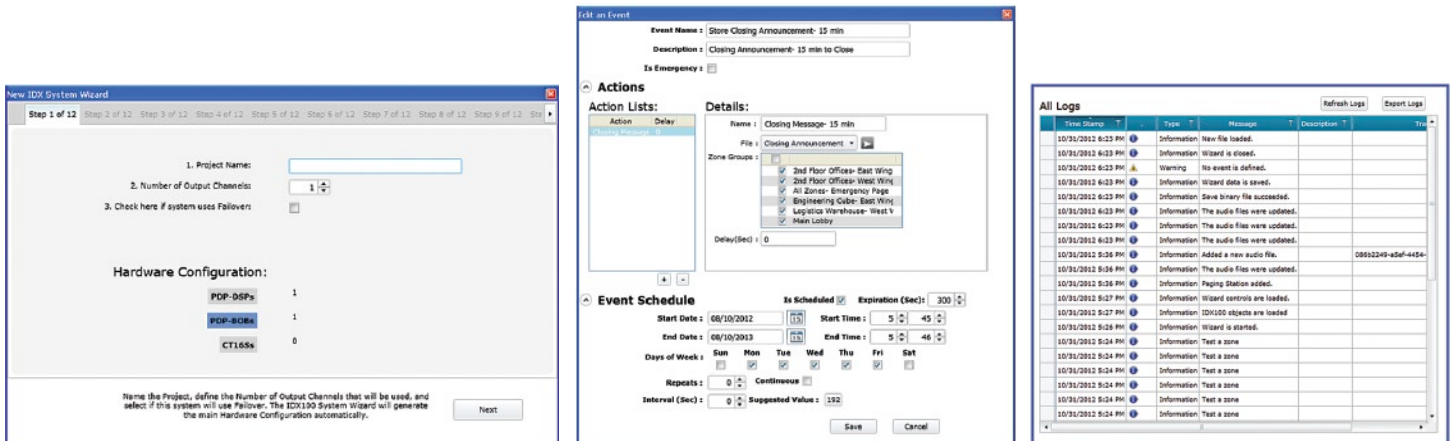 New IDX System Wizard
Step 1 of 12 Step 2 of 12 Step 3 of 12 Step 4 of 12 Step 5 of 12 Step 6 of 12 Step 7 of 12 Step 8 of 12 Step 9 of 12 Ste
1. Project Name:
2. Number of Output Channels: 1
3. Check here if system uses Failover:
Hardware Configuration:
PDP-DSPs 1
PDP-BOBs 1
CT16Ss 0
Name the Project, define the Number of Output Channels that will be used, and
select if this system will use Failover. The IDX100 System Wizard will generate
the main Hardware Configuration automatically.
Next
Edit an Event
Event Name : Store Closing Announcement- 15 min
Description : Closing Announcement- 15 min to Close
Is Emergency :
Actions
Action Lists:
Action Delay
Closing Message 0
Details:
Name : Closing Message- 15 min
File : Closing Announcement
Zone Groups :
2nd Floor Offices- East Wing
2nd Floor Offices- West Wing
All Zones- Emergency Page
Engineering Cube- East Wing
Logistics Warehouse- West V
Main Lobby
Delay(Sec) : 0
+ -
Event Schedule
Is Scheduled Expiration (Sec): 300
Start Date : 08/10/2012 15 Start Time : 5 45
End Date : 08/10/2013 15 End Time : 5 46
Days of Week : Sun Mon Tue Wed Thu Fri Sat
Repeats : 0 Continuous
Interval (Sec) : 0 Suggested Value : 192
Save Cancel
All Logs
Refresh Logs Export Logs
Time Stamp . Type Message Description Tra
10/31/2012 6:23 PM Information New file loaded.
10/31/2012 6:23 PM Information Wizard is closed.
10/31/2012 6:23 PM Warning No event is defined.
10/31/2012 6:23 PM Information Wizard data is saved.
10/31/2012 6:23 PM Information Save binary file succeeded.
10/31/2012 6:23 PM Information The audio files were updated.
10/31/2012 6:23 PM Information The audio files were updated.
10/31/2012 6:23 PM Information The audio files were updated.
10/31/2012 5:36 PM Information Added a new audio file. 086b2249-a5ef-4454-
10/31/2012 5:36 PM Information The audio files were updated.
10/31/2012 5:36 PM Information Paging Station added.
10/31/2012 5:27 PM Information Wizard controls are loaded.
10/31/2012 5:27 PM Information IDX100 objects are loaded
10/31/2012 5:26 PM Information Wizard is started.
10/31/2012 5:24 PM Information Test a zone
10/31/2012 5:24 PM Information Test a zone
10/31/2012 5:24 PM Information Test a zone
10/31/2012 5:24 PM Information Test a zone
10/31/2012 5:24 PM Information Test a zone
10/31/2012 5:24 PM Information Test a zone